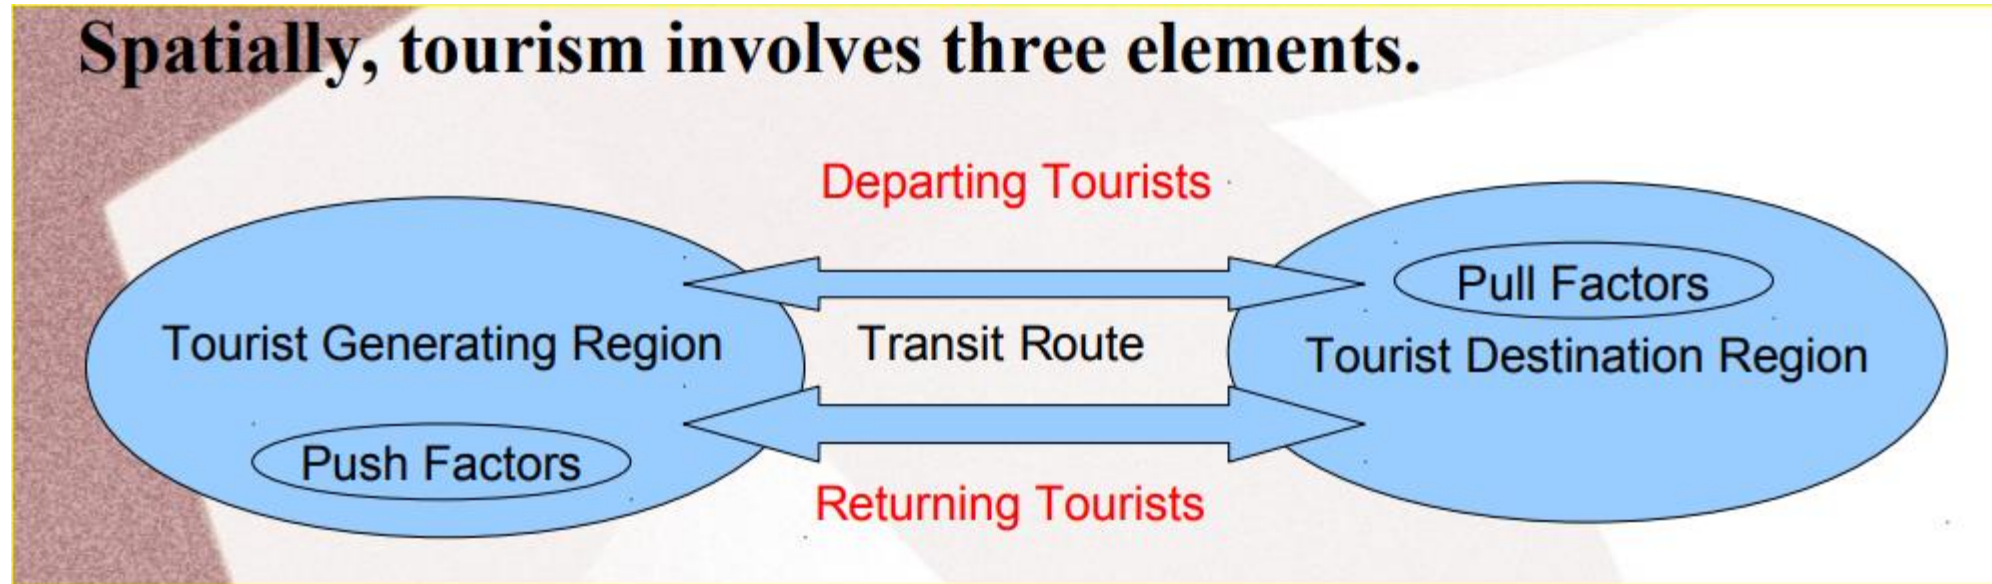 Spatially, tourism involves three elements.
Departing Tourists
Pull Factors
Tourist Generating Region
Transit Route
Tourist Destination Region
Push Factors
Returning Tourists